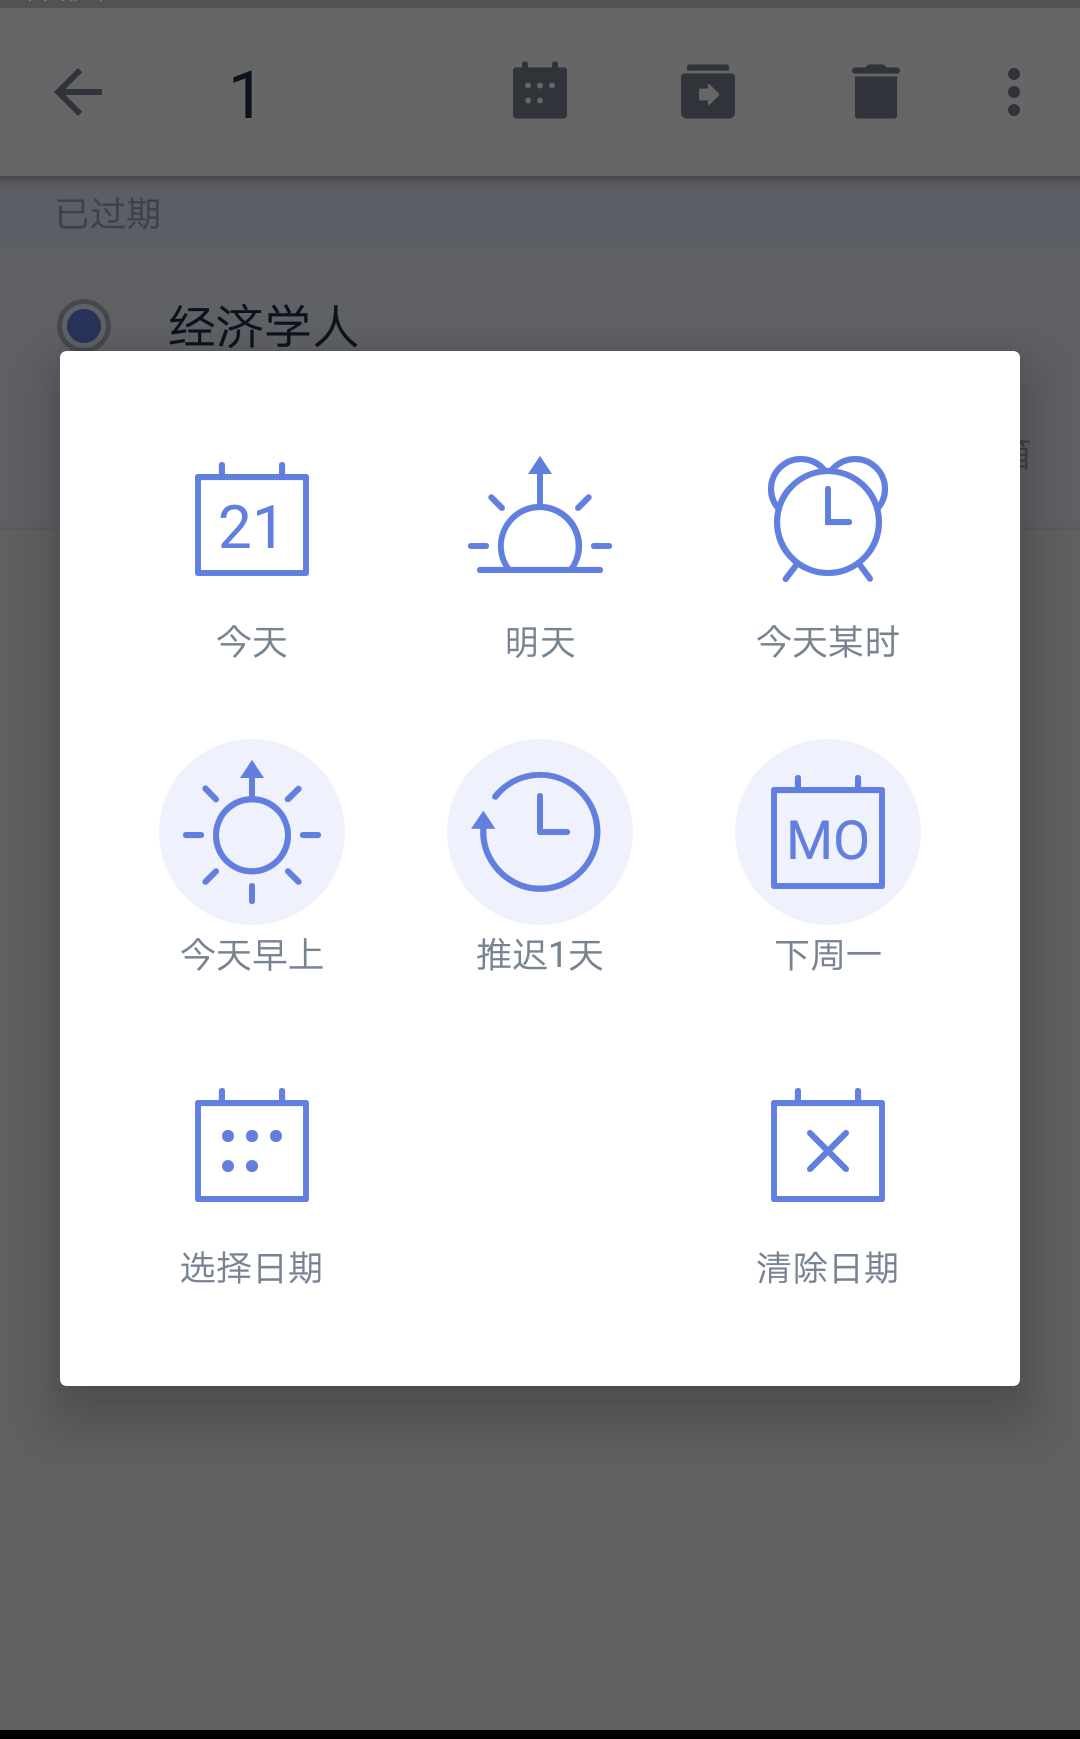 1
已过期
经济学人
21
今天
明天
今天某时
MO
今天早上
推迟1天
下周一
选择日期
清除日期